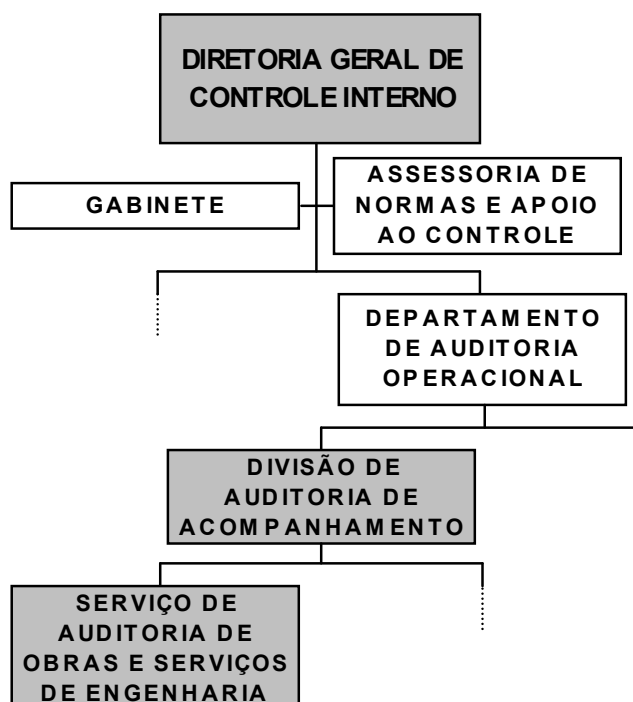 DIRETORIA GERAL DE
CONTROLE INTERNO
GABINETE
ASSESSORIA DE
NORMAS E APOIO
AO CONTROLE
DEPARTAMENTO
DE AUDITORIA
OPERACIONAL
DIVISÃO DE
AUDITORIA DE
ACOMPANHAMENTO
SERVIÇO DE
AUDITORIA DE
OBRAS E SERVIÇOS
DE ENGENHARIA